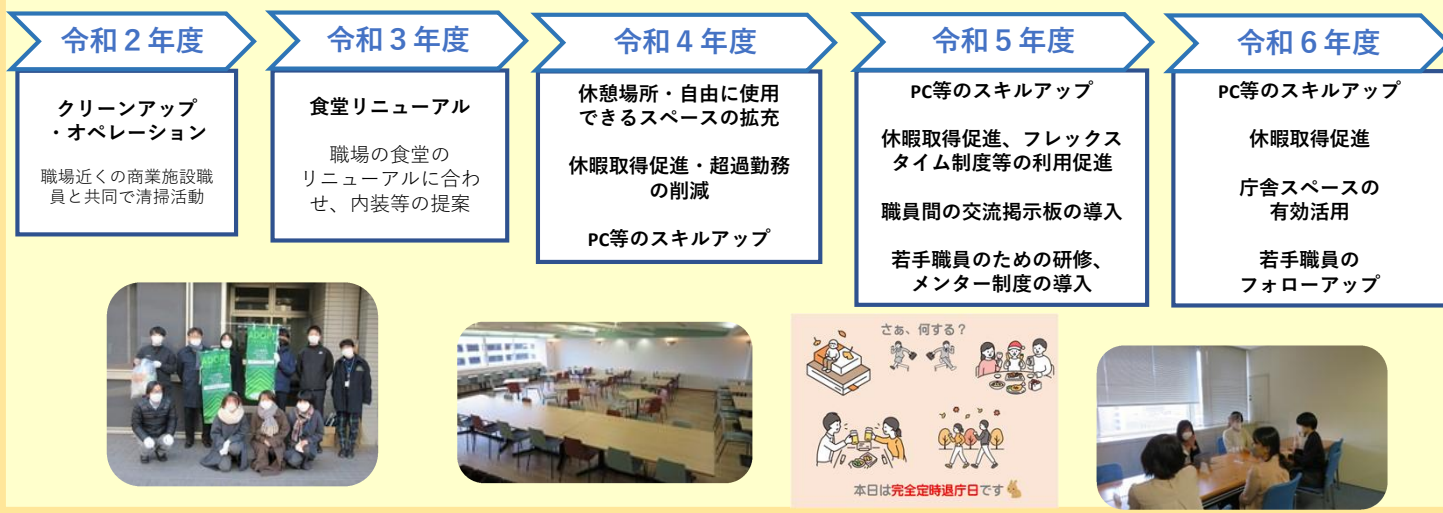 令和２年度
クリーンアップ
・オペレーション
職場近くの商業施設職
員と共同で清掃活動
令和３年度
食堂リニューアル
職場の食堂の
リニューアルに合わ
せ、内装等の提案
令和４年度
休憩場所・自由に使用
できるスペースの拡充
休暇取得促進・超過勤務
の削減
PC等のスキルアップ
令和５年度
PC等のスキルアップ
休暇取得促進、フレックス
タイム制度等の利用促進
職員間の交流掲示板の導入
若手職員のための研修、
メンター制度の導入
令和６年度
PC等のスキルアップ
休暇取得促進
庁舎スペースの
有効活用
若手職員の
フォローアップ
ADOPT
さぁ、何する？
本日は完全定時退庁日です